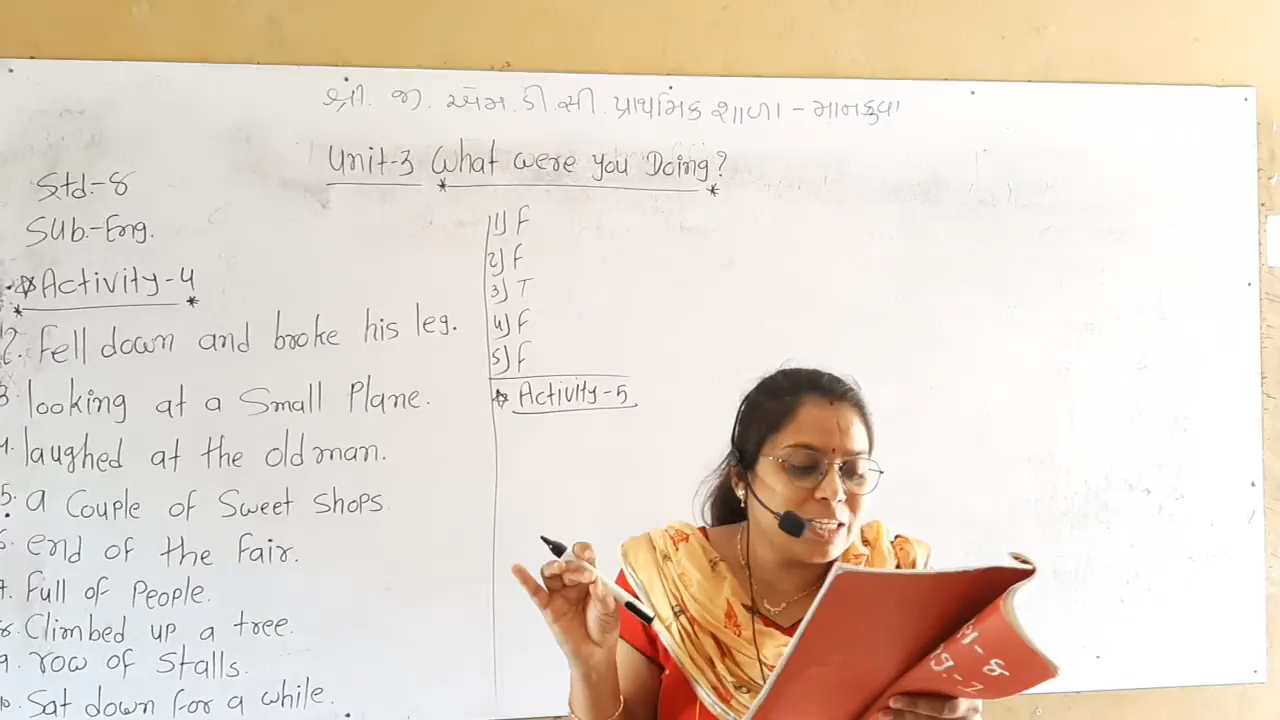 શ્રી. જી. એમ. ડી. સી. પ્રાથમિક શાળા - માનકુવા
Unit-3 What were you Doing?
Std-8
Sub.-Eng.
Activity-4
2. Fell down and broke his leg.
3. looking at a Small Plane.
4. laughed at the old man.
5. a Couple of Sweet Shops.
6. end of the Fair.
7. Full of People.
8. Climbed up a tree.
9. row of Stalls.
10. Sat down for a while.
1) F
2) F
3) T
4) F
5) F
Activity-5